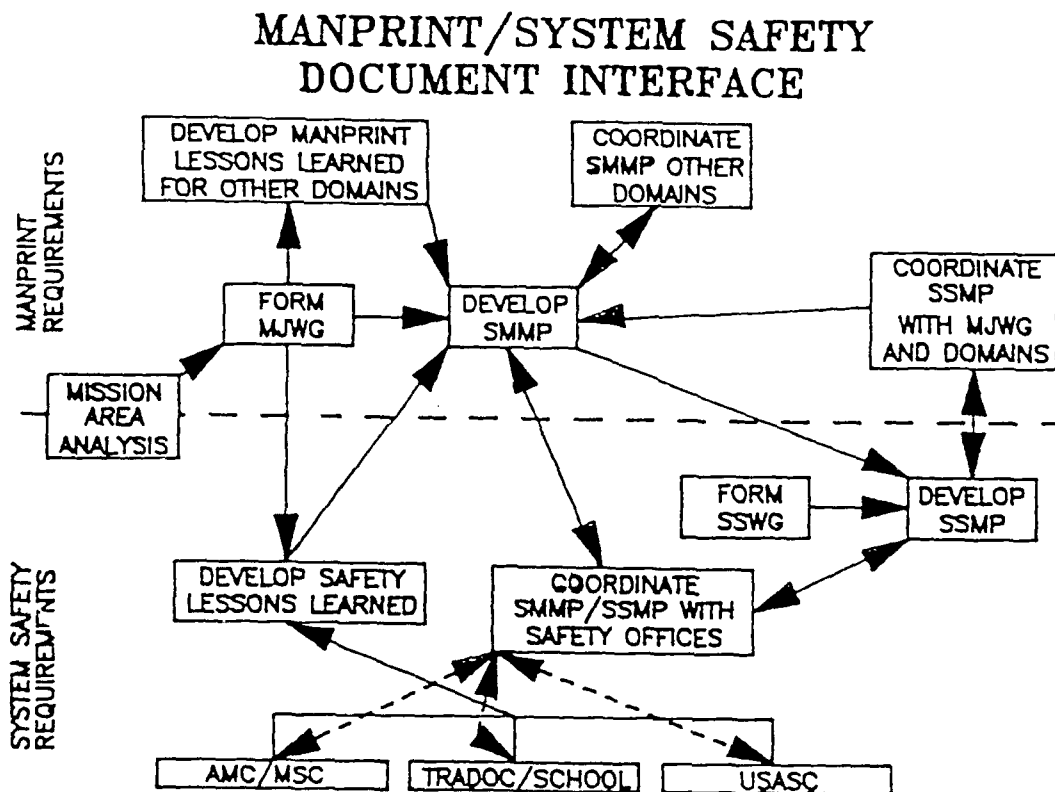 MANPRINT/SYSTEM SAFETY
DOCUMENT INTERFACE
MANPRINT
REQUIREMENTS
DEVELOP MANPRINT
LESSONS LEARNED
FOR OTHER DOMAINS
COORDINATE
SMMP OTHER
DOMAINS
FORM
MJWG
DEVELOP
SMMP
COORDINATE
SSMP
WITH MJWG
AND DOMAINS
MISSION
AREA
ANALYSIS
FORM
SSWG
DEVELOP
SSMP
SYSTEM SAFETY
REQUIREMENTS
DEVELOP SAFETY
LESSONS LEARNED
COORDINATE
SMMP/SSMP WITH
SAFETY OFFICES
AMC/MSC
TRADOC/SCHOOL
USASC